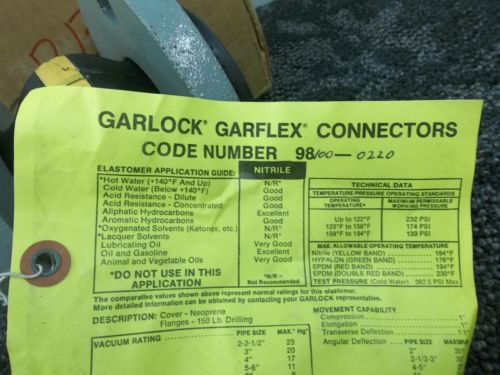 GARLOCK® GARFLEX® CONNECTORS
CODE NUMBER 98/00-0220
ELASTOMER APPLICATION GUIDE: NITRILE
*Hot Water (+140°F And Up) N/R*
Cold Water (Below +140°F) Good
Acid Resistance - Dilute Good
Acid Resistance - Concentrated Good
Aliphatic Hydrocarbons Excellent
Aromatic Hydrocarbons Good
*Oxygenated Solvents (Ketones, etc.) N/R*
*Lacquer Solvents N/R*
Lubricating Oil Very Good
Oil and Gasoline Excellent
Animal and Vegetable Oils Very Good
*DO NOT USE IN THIS
APPLICATION
*N/R -
Not Recommended
TECHNICAL DATA
TEMPERATURE/PRESSURE OPERATING STANDARDS
OPERATING
TEMPERATURE*
MAXIMUM PERMISSABLE
WORKING PRESSURE
Up to 122°F 232 PSI
123°F to 158°F 174 PSI
159°F to 194°F 139 PSI
MAX. ALLOWABLE OPERATING TEMPERATURE
Nitrile (YELLOW BAND) 194°F
HYPALON (GREEN BAND) 176°F
EPDM (RED BAND) 194°F
EPDM (DOUBLE RED BAND) 230°F
TEST PRESSURE (Cold Water) 362.5 PSI Max
The comparative values shown above represent normal ratings for this elastomer.
More detailed information can be obtained by contacting your GARLOCK representative.
DESCRIPTION: Cover - Neoprene
Flanges - 150 Lb. Drilling
VACUUM RATING PIPE SIZE MAX. Hg"
2-2-1/2" 23
3" 20
4" 17
5-6" 11
MOVEMENT CAPABILITY
Compression 1"
Elongation
Transverse Deflection
Angular Deflection: PIPE SIZE MAX
2"
2-1/2-3"
4-5"